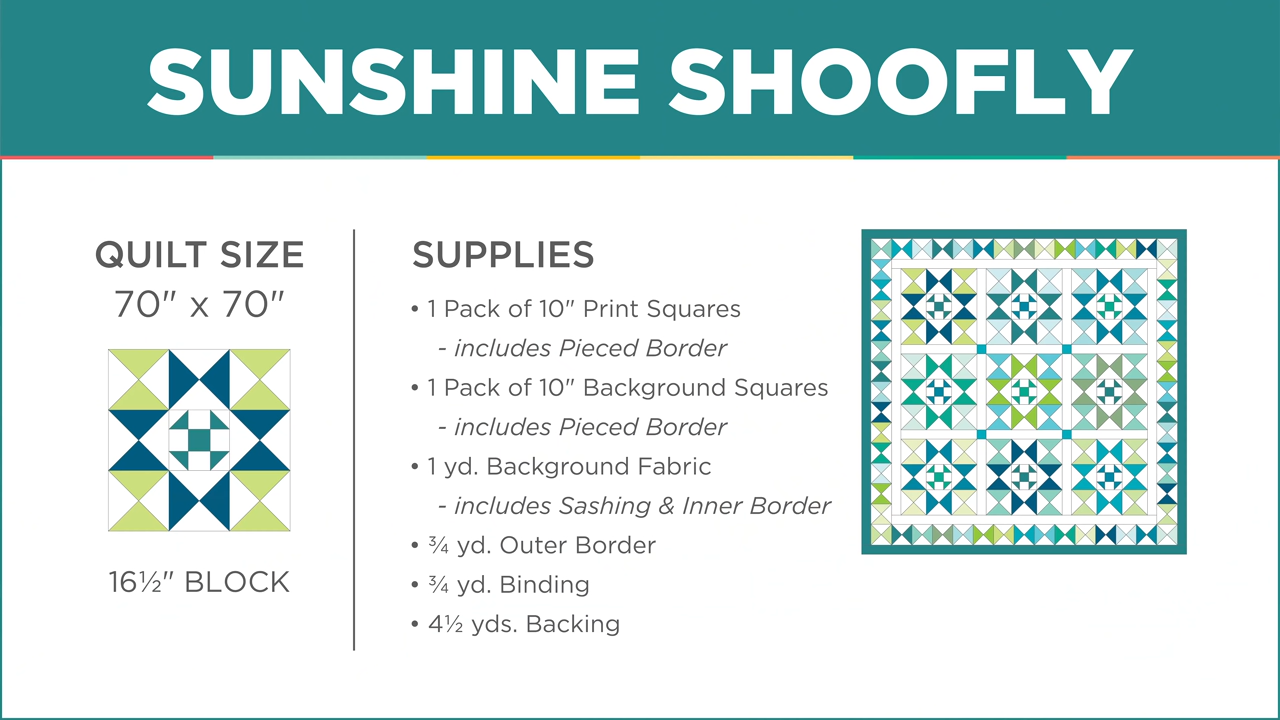 SUNSHINE SHOOFLY
QUILT SIZE
70" x 70"
16½" BLOCK
SUPPLIES
• 1 Pack of 10" Print Squares
- includes Pieced Border
• 1 Pack of 10" Background Squares
- includes Pieced Border
• 1 yd. Background Fabric
- includes Sashing & Inner Border
• ¾ yd. Outer Border
• ¾ yd. Binding
• 4½ yds. Backing